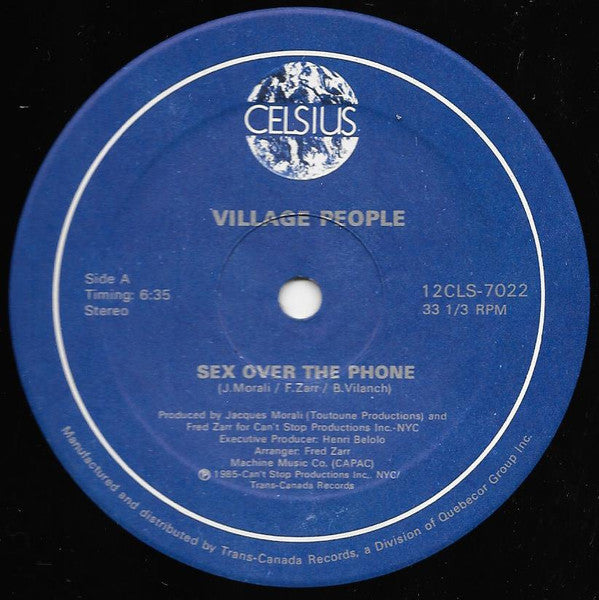 CELSIUS
VILLAGE PEOPLE
Side A
Timing: 6:35
Stereo
12CLS-7022
33 1/3 RPM
SEX OVER THE PHONE
(J.Morali / F.Zarr / B.Vilanch)
Produced by Jacques Morali (Toutoune Productions) and
Fred Zarr for Can't Stop Productions Inc.-NYC
Executive Producer: Henri Belolo
Arranger: Fred Zarr
Machine Music Co. (CAPAC)
℗ 1985-Can't Stop Productions Inc., NYC/
Trans-Canada Records
Manufactured and distributed by Trans-Canada Records, a Division of Quebecor Group Inc.